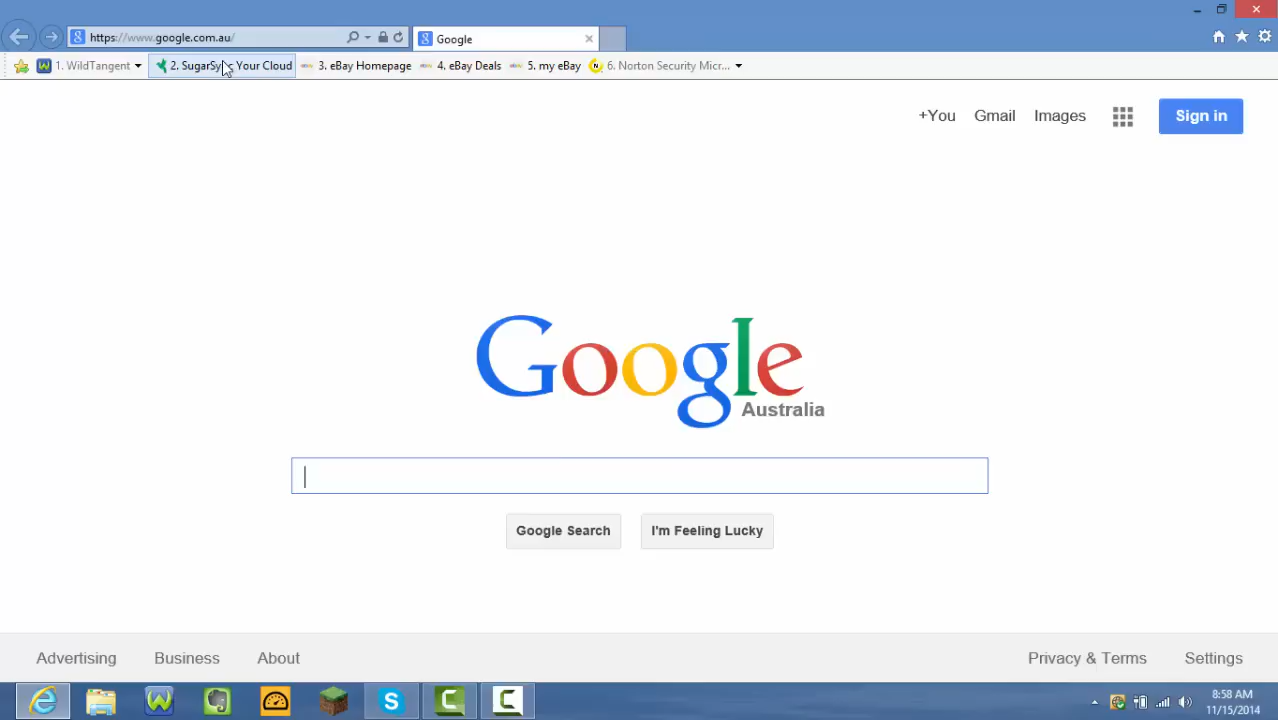 https://www.google.com.au/
Google
1. WildTangent
2. SugarSync Your Cloud
3. eBay Homepage
4. eBay Deals
5. my eBay
6. Norton Security Micr...
+You
Gmail
Images
Sign in
Google
Australia
Google Search
I'm Feeling Lucky
Advertising
Business
About
Privacy & Terms
Settings
8:58 AM
11/15/2014